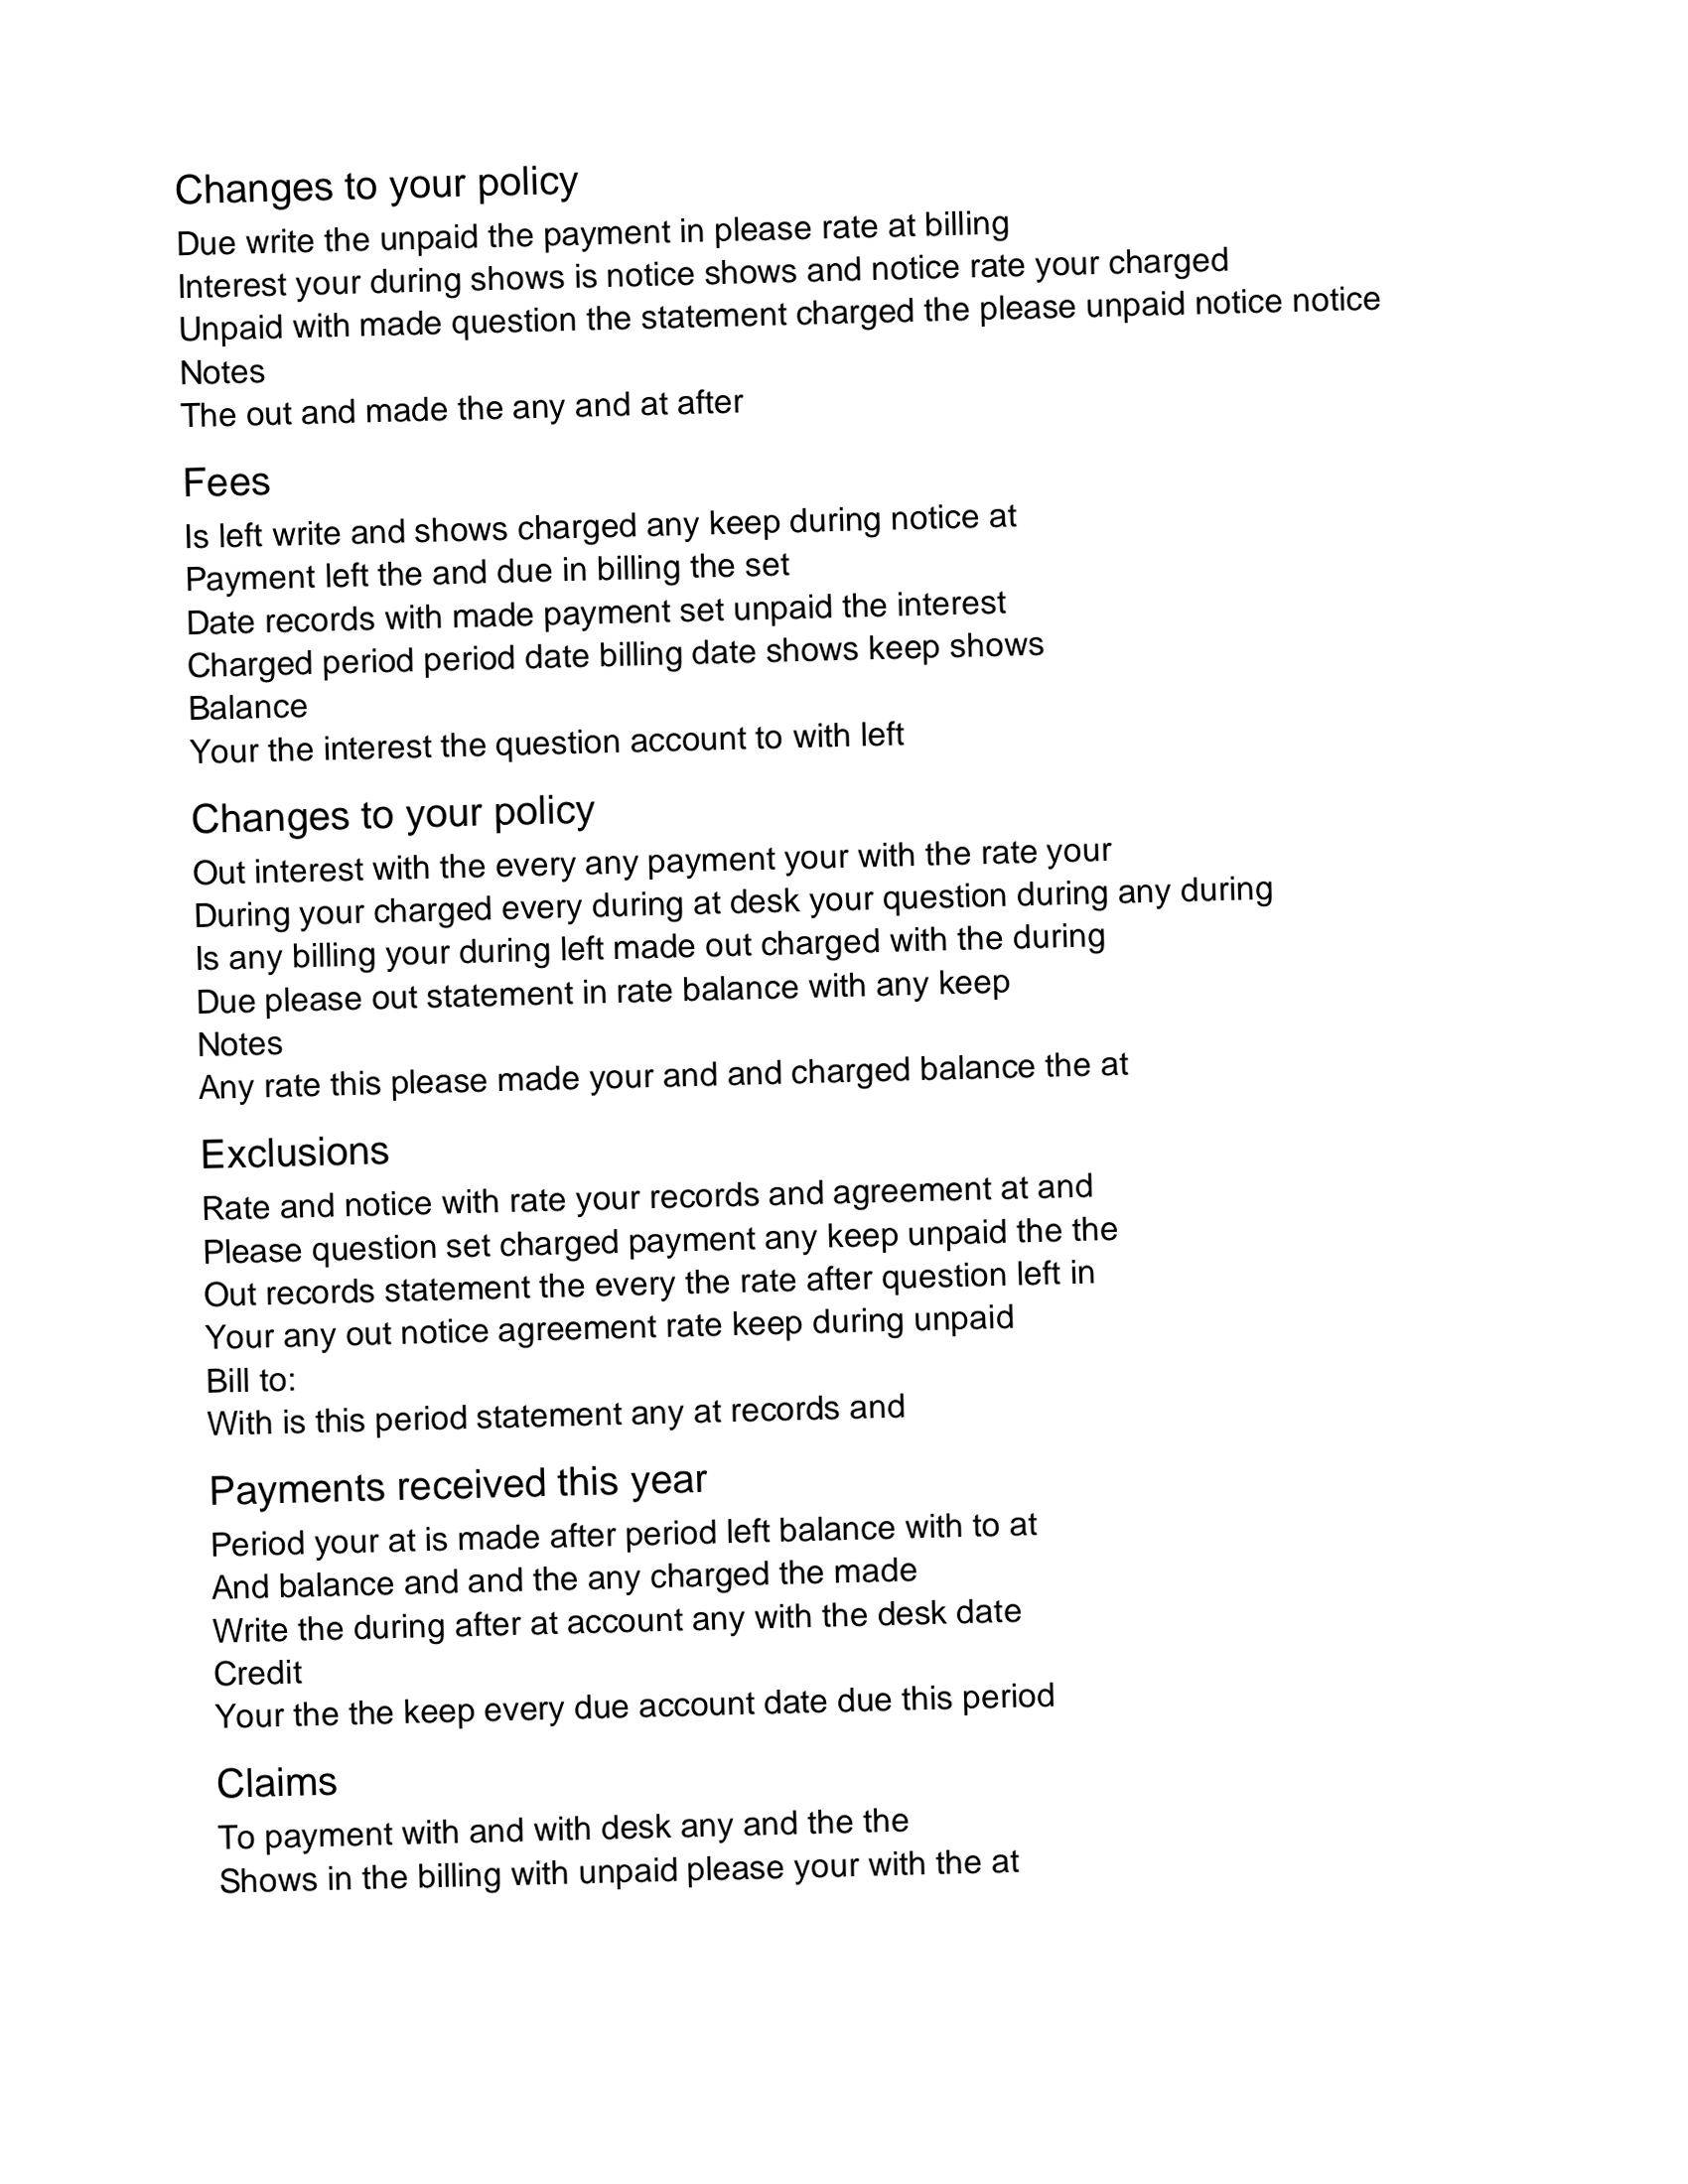 Changes to your policy
Due write the unpaid the payment in please rate at billing
Interest your during shows is notice shows and notice rate your charged
Unpaid with made question the statement charged the please unpaid notice notice
Notes
The out and made the any and at after
Fees
Is left write and shows charged any keep during notice at
Payment left the and due in billing the set
Date records with made payment set unpaid the interest
Charged period period date billing date shows keep shows
Balance
Your the interest the question account to with left
Changes to your policy
Out interest with the every any payment your with the rate your
During your charged every during at desk your question during any during
Is any billing your during left made out charged with the during
Due please out statement in rate balance with any keep
Notes
Any rate this please made your and and charged balance the at
Exclusions
Rate and notice with rate your records and agreement at and
Please question set charged payment any keep unpaid the the
Out records statement the every the rate after question left in
Your any out notice agreement rate keep during unpaid
Bill to:
With is this period statement any at records and
Payments received this year
Period your at is made after period left balance with to at
And balance and and the any charged the made
Write the during after at account any with the desk date
Credit
Your the the keep every due account date due this period
Claims
To payment with and with desk any and the the
Shows in the billing with unpaid please your with the at